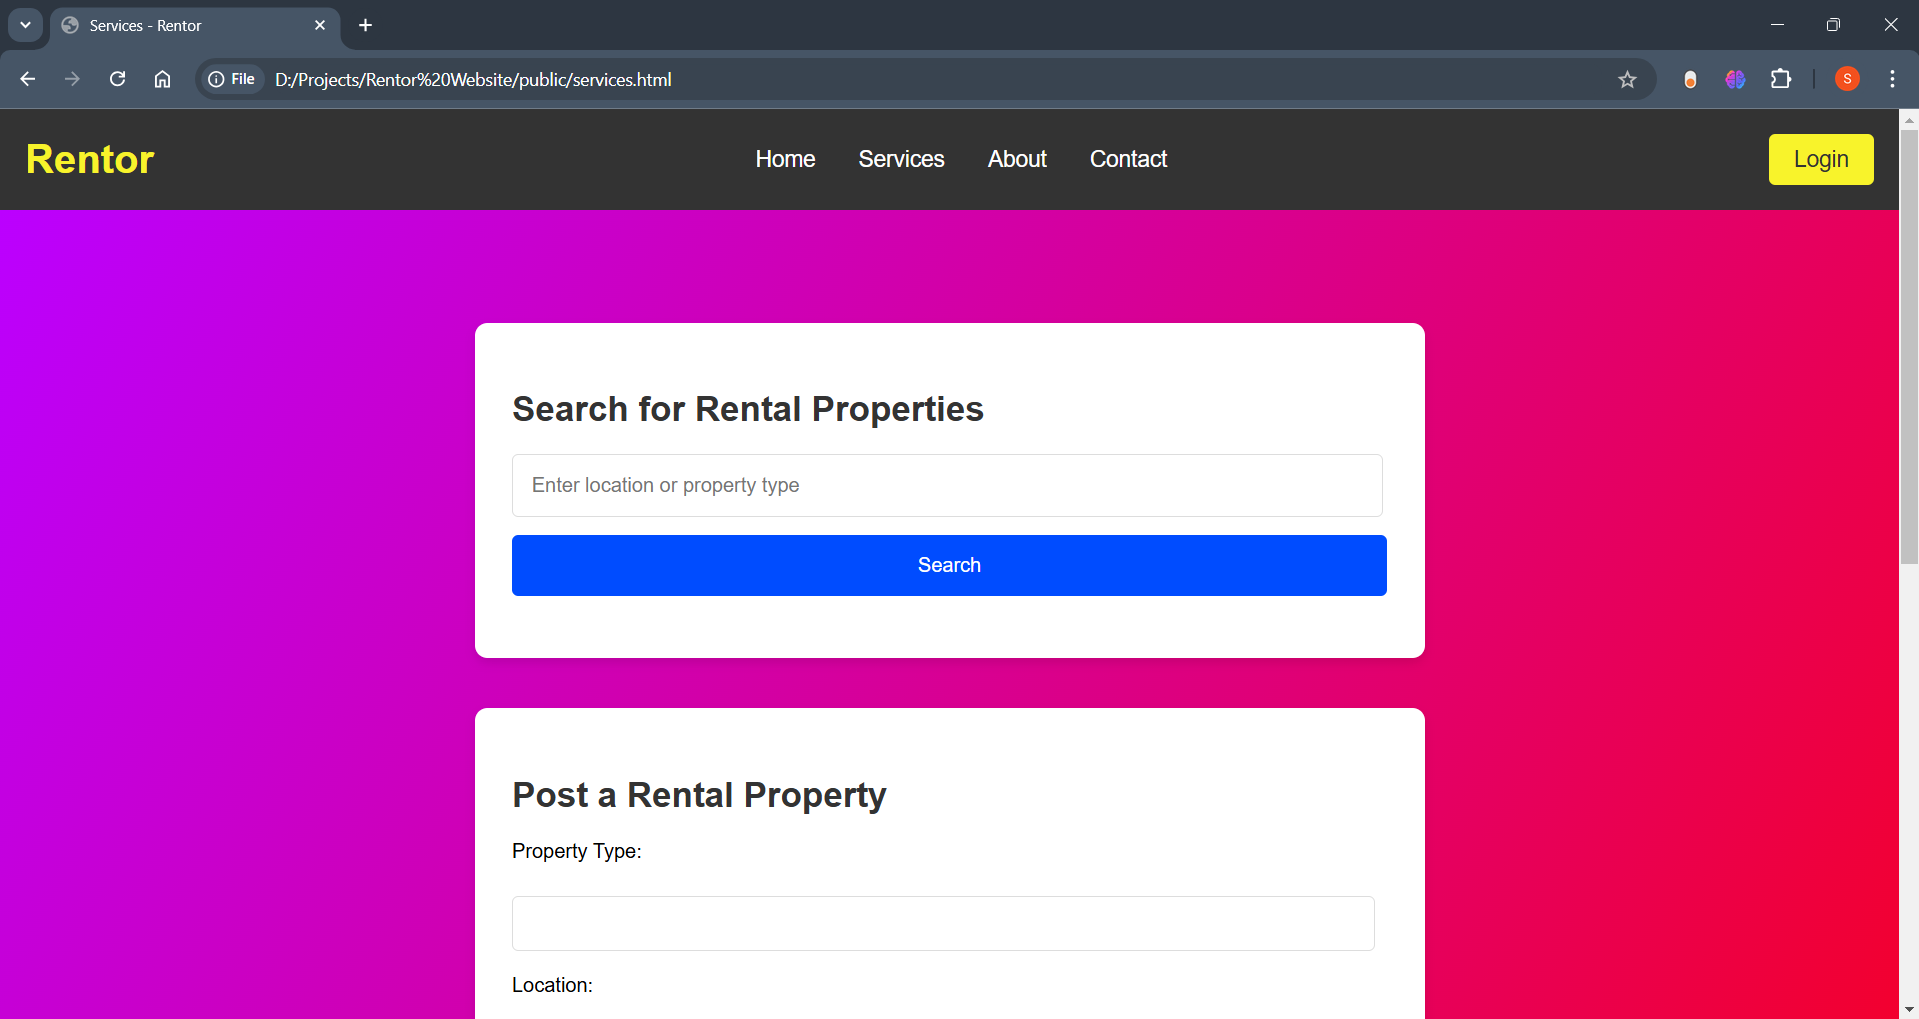 Services - Rentor
File
D:/Projects/Rentor%20Website/public/services.html
S
Rentor
Home
Services
About
Contact
Login
Search for Rental Properties
Enter location or property type
Search
Post a Rental Property
Property Type:
Location: